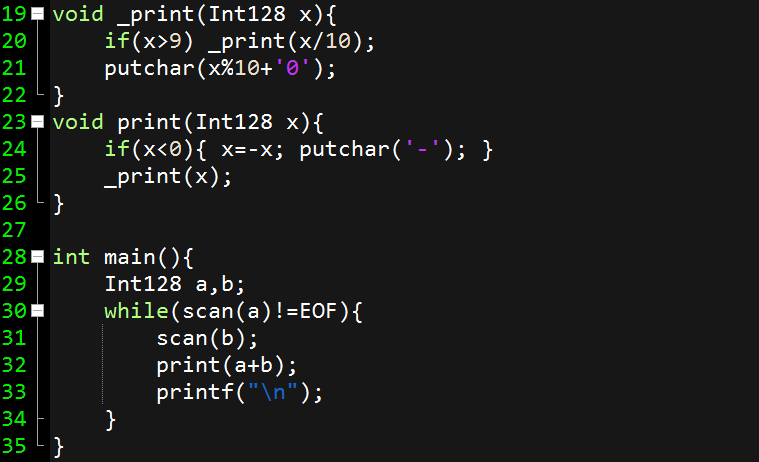 19 void _print(Int128 x){
20     if(x>9) _print(x/10);
21     putchar(x%10+'0');
22 }
23 void print(Int128 x){
24     if(x<0){ x=-x; putchar('-'); }
25     _print(x);
26 }
27
28 int main(){
29     Int128 a,b;
30     while(scan(a)!=EOF){
31         scan(b);
32         print(a+b);
33         printf("\n");
34     }
35 }